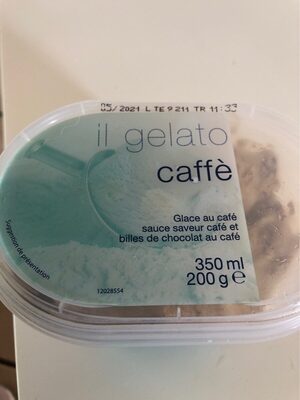 05/2021 L TE 9 211 TR 11:33
il gelato
caffè
Glace au café
sauce saveur café et
billes de chocolat au café
350 ml
200 g e
Suggestion de présentation
12028554